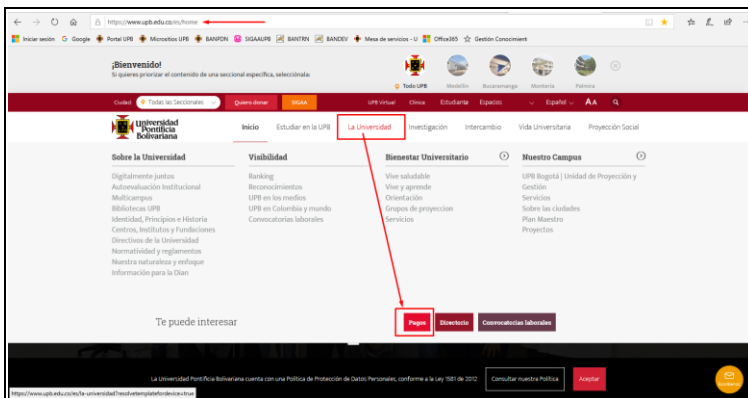 https://www.upb.edu.co/es/home
Iniciar sesión Google Portal UPB Micrositios UPB BANPDN SIGAAUPB BANTRN BANDEV Mesa de servicios - U Office365 Gestión Conocimient
¡Bienvenido!
Si quieres priorizar el contenido de una seccional específica, selecciónala:
Todo UPB Medellín Bucaramanga Montería Palmira
Ciudad Todas las Seccionales Quiero donar SIGAA UPB Virtual Clínica Estudiante Espacios Español AA
Universidad
Pontificia
Bolivariana
Inicio Estudiar en la UPB La Universidad Investigación Intercambio Vida Universitaria Proyección Social
Sobre la Universidad
Digitalmente juntos
Autoevaluación Institucional
Multicampus
Bibliotecas UPB
Identidad, Principios e Historia
Centros, Institutos y Fundaciones
Directivos de la Universidad
Normatividad y reglamentos
Nuestra naturaleza y enfoque
Información para la Dian
Visibilidad
Ranking
Reconocimientos
UPB en los medios
UPB en Colombia y mundo
Convocatorias laborales
Bienestar Universitario
Vive saludable
Vive y aprende
Orientación
Grupos de proyeccion
Servicios
Nuestro Campus
UPB Bogotá | Unidad de Proyección y
Gestión
Servicios
Sobre las ciudades
Plan Maestro
Proyectos
Te puede interesar
Pagos Directorio Convocatorias laborales
La Universidad Pontificia Bolivariana cuenta con una Política de Protección de Datos Personales, conforme a la Ley 1581 de 2012
Consultar nuestra Política
Aceptar
https://www.upb.edu.co/es/la-universidad?resolvetemplatefordevice=true